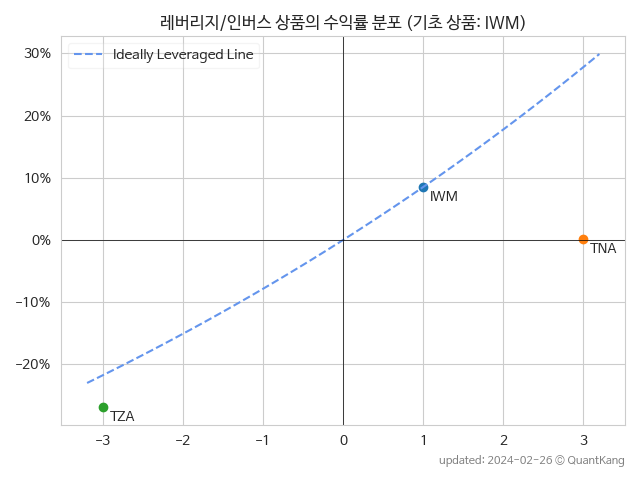 레버리지/인버스 상품의 수익률 분포 (기초 상품: IWM)
30%
Ideally Leveraged Line
20%
10%
IWM
0%
TNA
−10%
−20%
TZA
−3
−2
−1
0
1
2
3
updated: 2024-02-26 © QuantKang